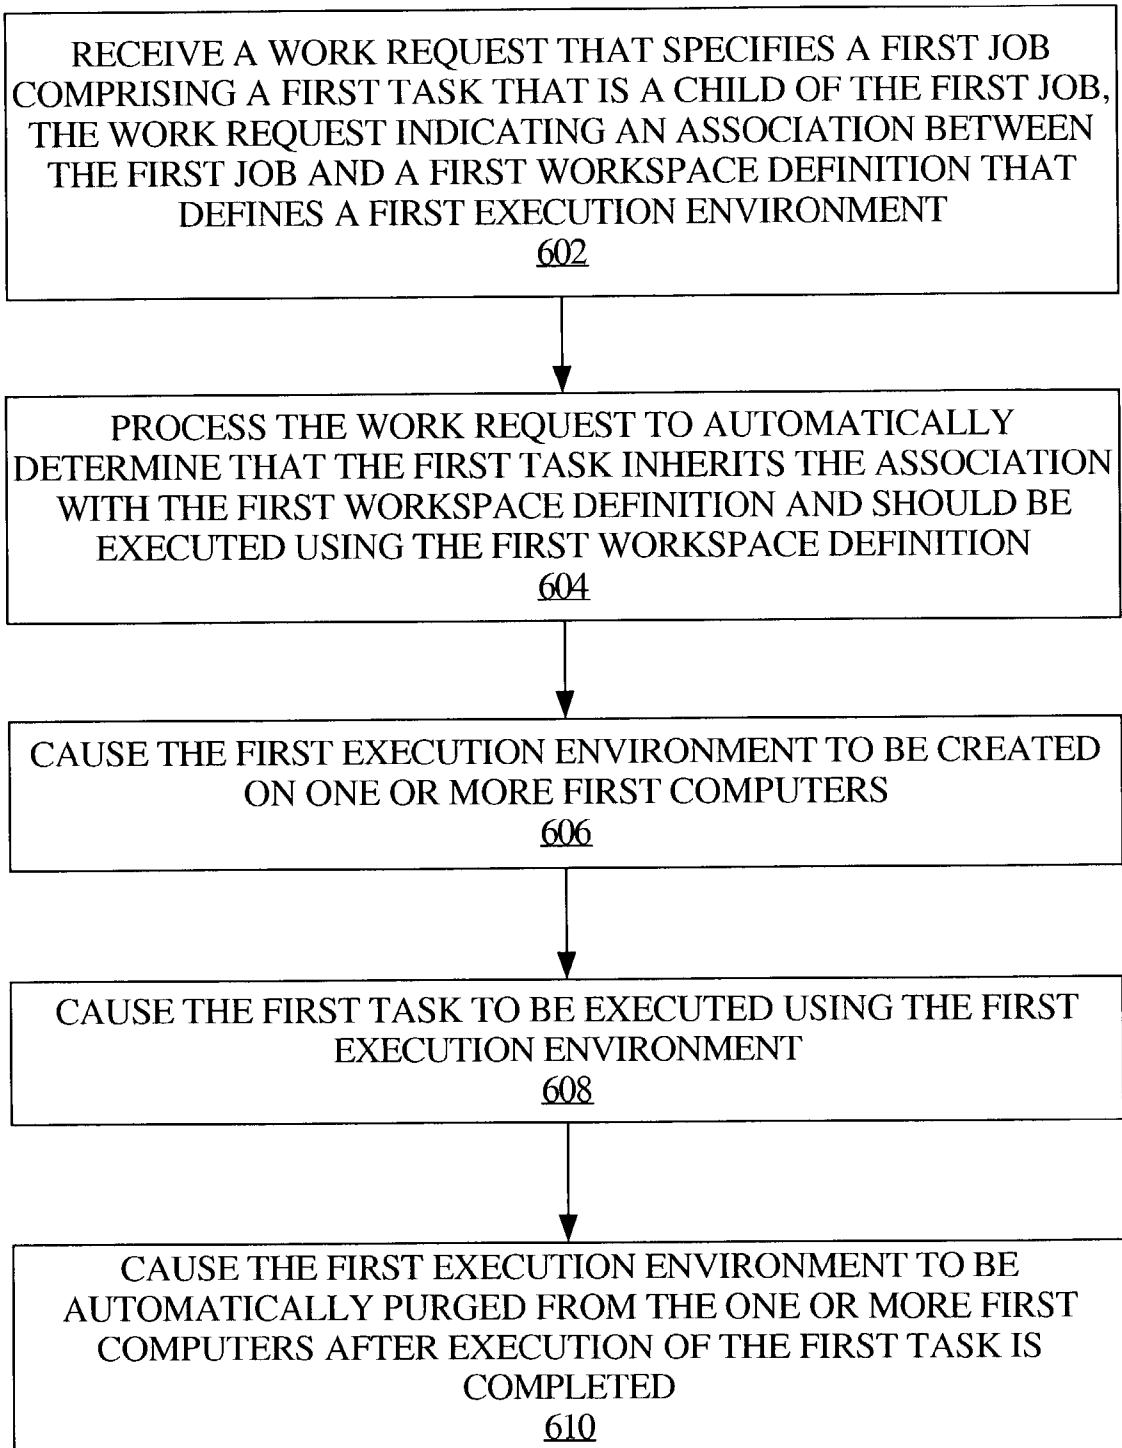 RECEIVE A WORK REQUEST THAT SPECIFIES A FIRST JOB
COMPRISING A FIRST TASK THAT IS A CHILD OF THE FIRST JOB,
THE WORK REQUEST INDICATING AN ASSOCIATION BETWEEN
THE FIRST JOB AND A FIRST WORKSPACE DEFINITION THAT
DEFINES A FIRST EXECUTION ENVIRONMENT
602
PROCESS THE WORK REQUEST TO AUTOMATICALLY
DETERMINE THAT THE FIRST TASK INHERITS THE ASSOCIATION
WITH THE FIRST WORKSPACE DEFINITION AND SHOULD BE
EXECUTED USING THE FIRST WORKSPACE DEFINITION
604
CAUSE THE FIRST EXECUTION ENVIRONMENT TO BE CREATED
ON ONE OR MORE FIRST COMPUTERS
606
CAUSE THE FIRST TASK TO BE EXECUTED USING THE FIRST
EXECUTION ENVIRONMENT
608
CAUSE THE FIRST EXECUTION ENVIRONMENT TO BE
AUTOMATICALLY PURGED FROM THE ONE OR MORE FIRST
COMPUTERS AFTER EXECUTION OF THE FIRST TASK IS
COMPLETED
610